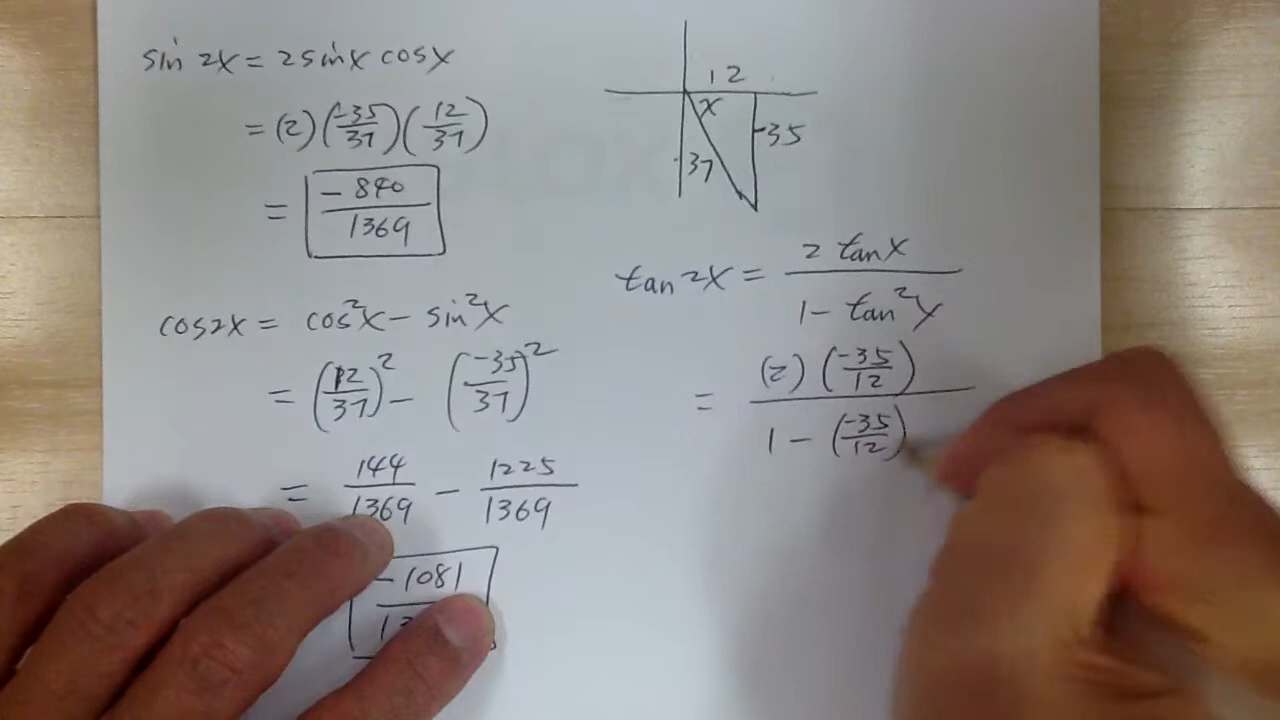 sin 2x = 2 sinx cosx
= (2)(-35/37)(12/37)
= -840/1369
cos2x = cos²x - sin²x
= (12/37)² - (-35/37)²
= 144/1369 - 1225/1369
-1081
12
x
-35
37
tan 2x = 2 tanx / 1 - tan²x
= (2)(-35/12) / 1 - (-35/12)